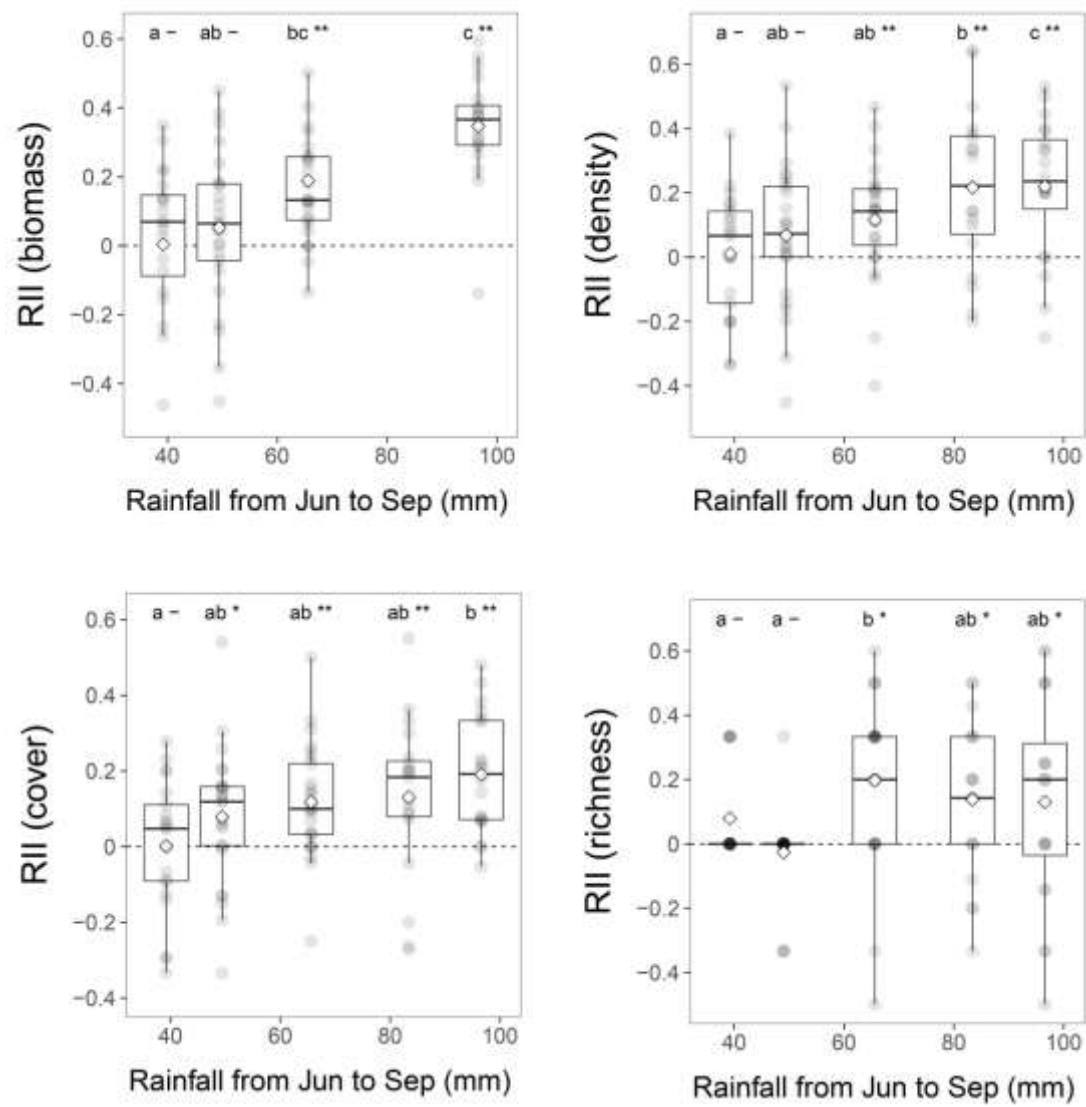 a – ab – bc ** c **
0.6
0.4
0.2
0
−0.2
−0.4
RII (biomass)
40 60 80 100
Rainfall from Jun to Sep (mm)
a – ab – ab ** b ** c **
0.6
0.4
0.2
0
−0.2
−0.4
RII (density)
40 60 80 100
Rainfall from Jun to Sep (mm)
a – ab * ab ** ab ** b **
0.6
0.4
0.2
0
−0.2
−0.4
RII (cover)
40 60 80 100
Rainfall from Jun to Sep (mm)
a – a – b * ab * ab *
0.6
0.4
0.2
0
−0.2
−0.4
RII (richness)
40 60 80 100
Rainfall from Jun to Sep (mm)